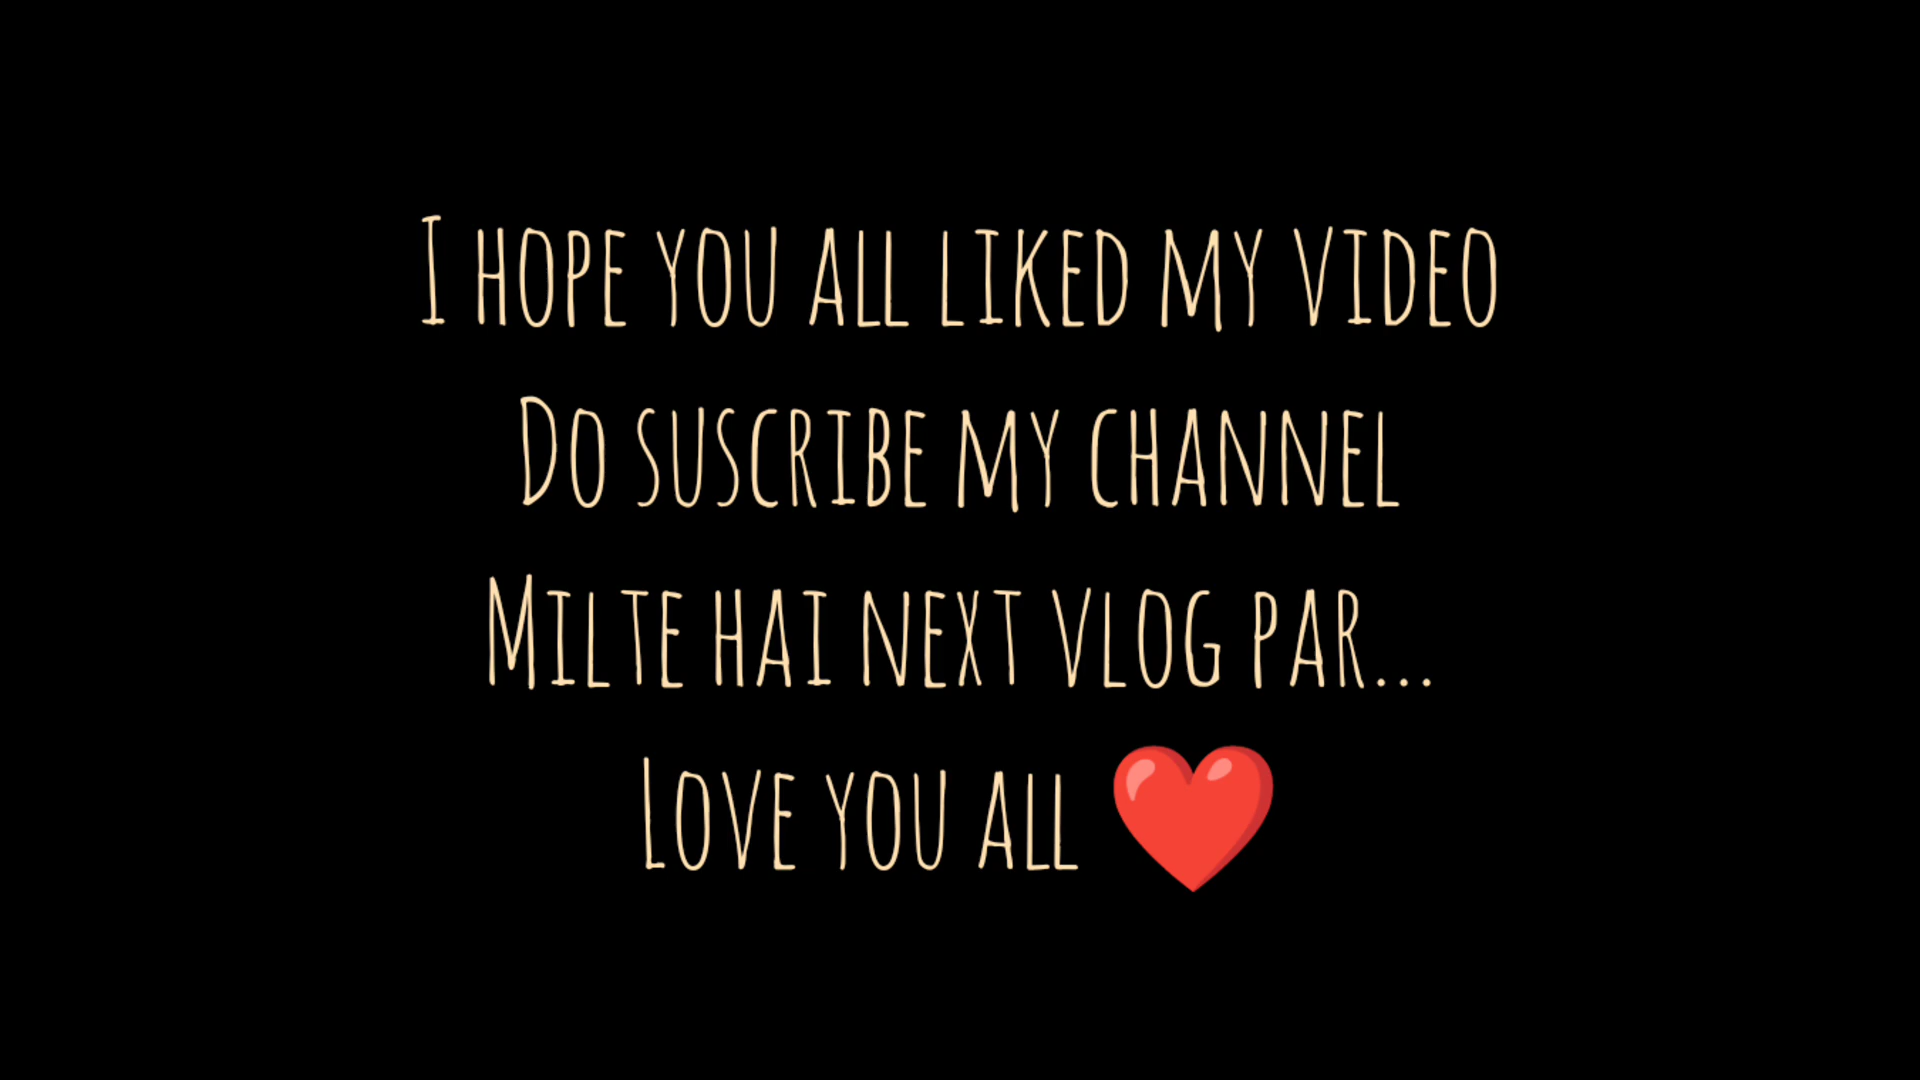 I hope you all liked my video
Do suscribe my channel
Milte hai next vlog par...
Love you all ❤️